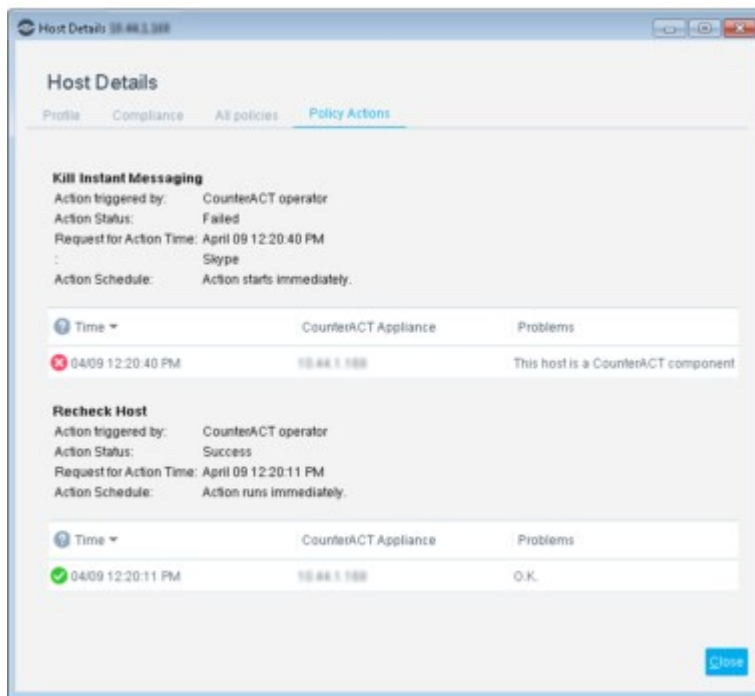 Host Details
Host Details
Profile Compliance All policies Policy Actions
Kill Instant Messaging
Action triggered by: CounterACT operator
Action Status: Failed
Request for Action Time: April 09 12:20:40 PM
: Skype
Action Schedule: Action starts immediately.
Time CounterACT Appliance Problems
04/09 12:20:40 PM This host is a CounterACT component
Recheck Host
Action triggered by: CounterACT operator
Action Status: Success
Request for Action Time: April 09 12:20:11 PM
Action Schedule: Action runs immediately.
Time CounterACT Appliance Problems
04/09 12:20:11 PM O.K.
Close